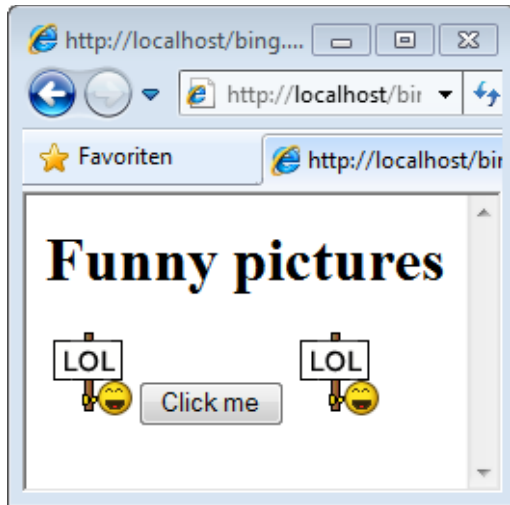 http://localhost/bing....
http://localhost/bir
Favoriten
http://localhost/bir
Funny pictures
LOL
Click me
LOL